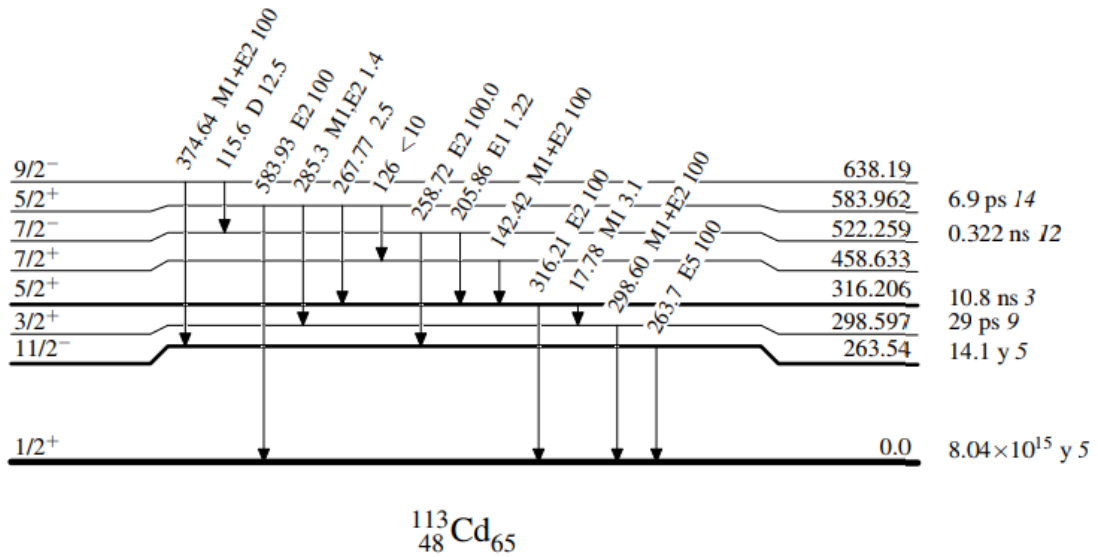 374.64 M1+E2 100
115.6 D 12.5
583.93 E2 100
285.3 M1,E2 1.4
267.77 2.5
126 <10
258.72 E2 100.0
205.86 E1 1.22
142.42 M1+E2 100
316.21 E2 100
17.78 M1 3.1
298.60 M1+E2 100
263.7 E5 100
9/2⁻ 638.19
5/2⁺ 583.962 6.9 ps 14
7/2⁻ 522.259 0.322 ns 12
7/2⁺ 458.633
5/2⁺ 316.206 10.8 ns 3
3/2⁺ 298.597 29 ps 9
11/2⁻ 263.54 14.1 y 5
1/2⁺ 0.0 8.04×10¹⁵ y 5
¹¹³₄₈Cd₆₅